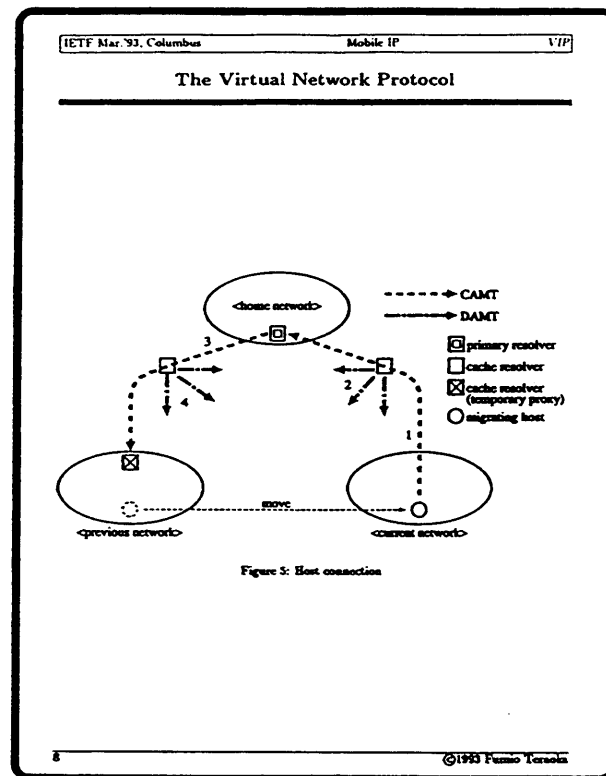 IETF Mar.'93, Columbus Mobile IP VIP
The Virtual Network Protocol
<home network>
CAMT
DAMT
primary resolver
cache resolver
cache resolver
(temporary proxy)
migrating host
3
2
4
1
move
<previous network>
<current network>
Figure 5: Host connection
8 ©1993 Fumio Teraoka